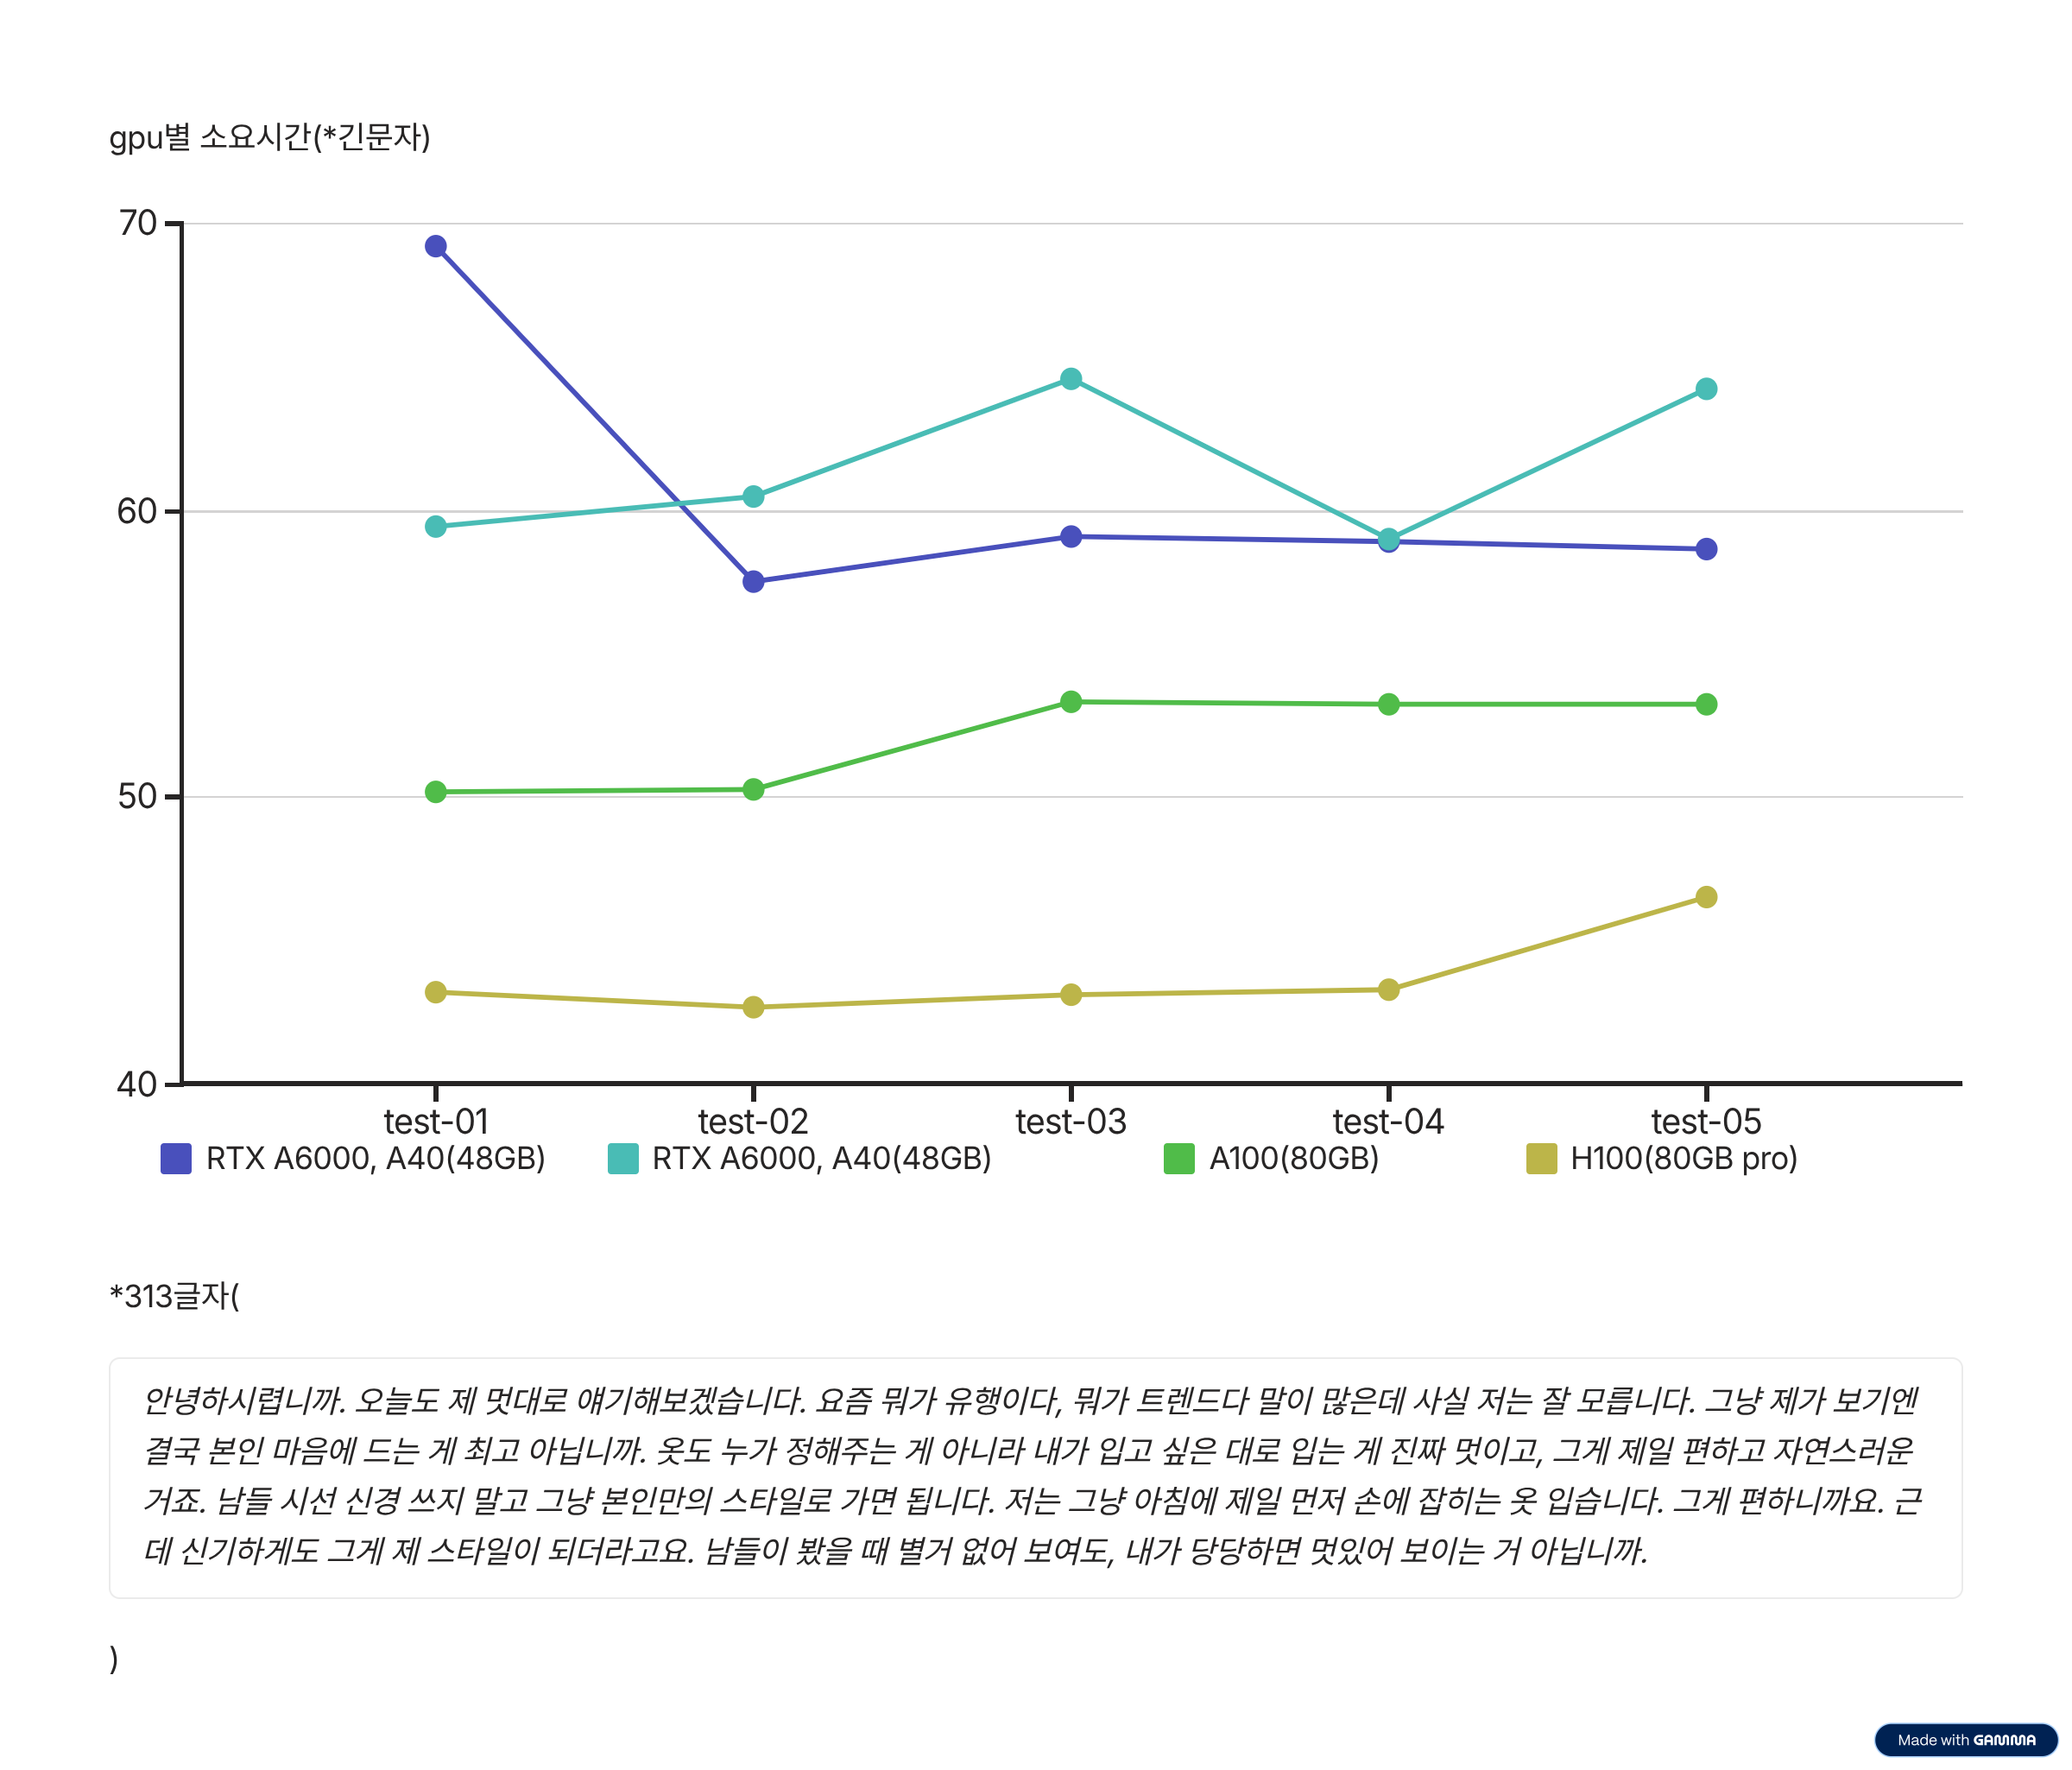 gpu별 소요시간(*긴문자)
70
60
50
40
test-01 test-02 test-03 test-04 test-05
RTX A6000, A40(48GB) RTX A6000, A40(48GB) A100(80GB) H100(80GB pro)
*313글자(
안녕하시렵니까. 오늘도 제 멋대로 얘기해보겠습니다. 요즘 뭐가 유행이다, 뭐가 트렌드다 말이 많은데 사실 저는 잘 모릅니다. 그냥 제가 보기엔
결국 본인 마음에 드는 게 최고 아닙니까. 옷도 누가 정해주는 게 아니라 내가 입고 싶은 대로 입는 게 진짜 멋이고, 그게 제일 편하고 자연스러운
거죠. 남들 시선 신경 쓰지 말고 그냥 본인만의 스타일로 가면 됩니다. 저는 그냥 아침에 제일 먼저 손에 잡히는 옷 입습니다. 그게 편하니까요. 근
데 신기하게도 그게 제 스타일이 되더라고요. 남들이 봤을 때 별거 없어 보여도, 내가 당당하면 멋있어 보이는 거 아닙니까.
)
Made with GAMMA